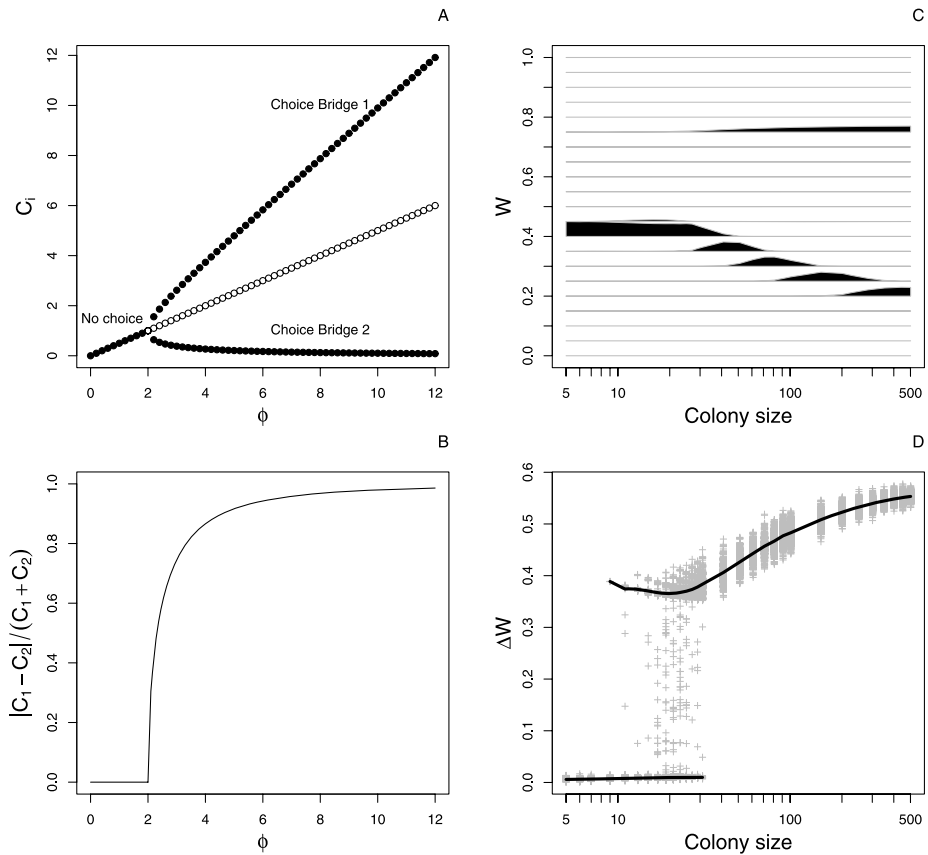 A
12
10
8
6
4
2
0
C_i
Choice Bridge 1
No choice
Choice Bridge 2
0 2 4 6 8 10 12
ϕ
C
1.0
0.8
0.6
0.4
0.2
0.0
W
5 10 100 500
Colony size
B
1.0
0.8
0.6
0.4
0.2
0.0
|C₁ − C₂| / (C₁ + C₂)
0 2 4 6 8 10 12
ϕ
D
0.6
0.5
0.4
0.3
0.2
0.1
0.0
ΔW
5 10 100 500
Colony size